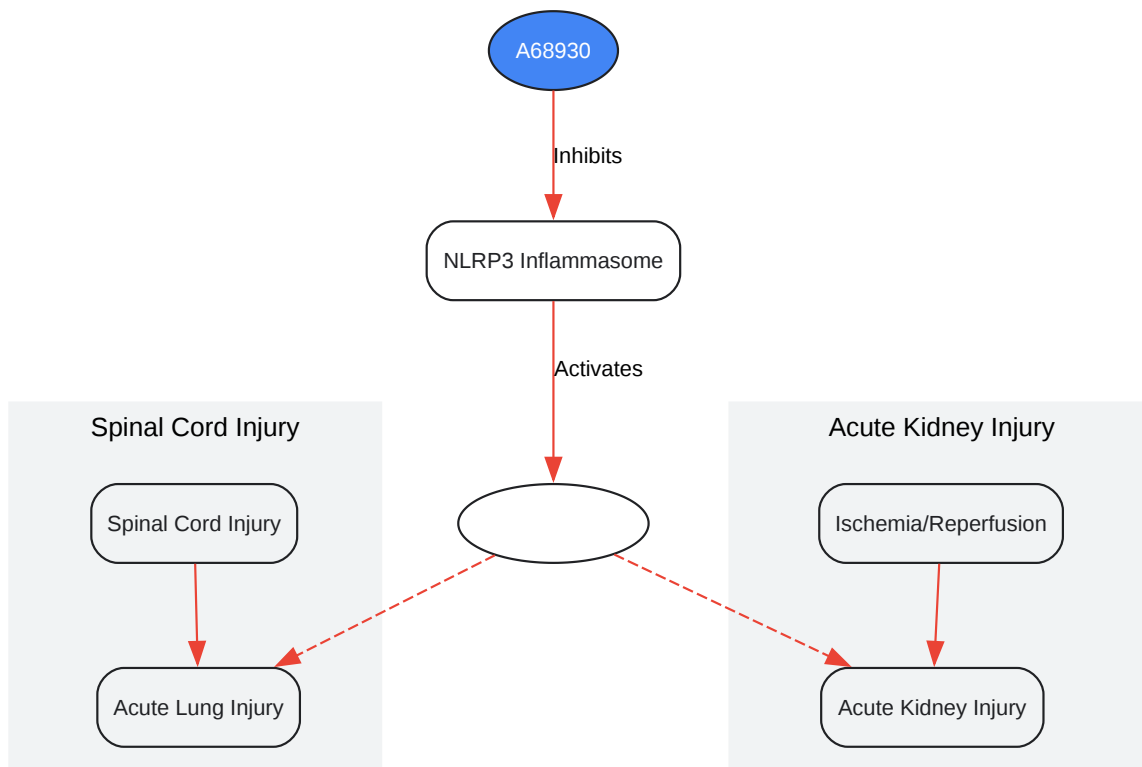 A68930
Inhibits
NLRP3 Inflammasome
Activates
Spinal Cord Injury
Acute Kidney Injury
Spinal Cord Injury
Ischemia/Reperfusion
Acute Lung Injury
Acute Kidney Injury